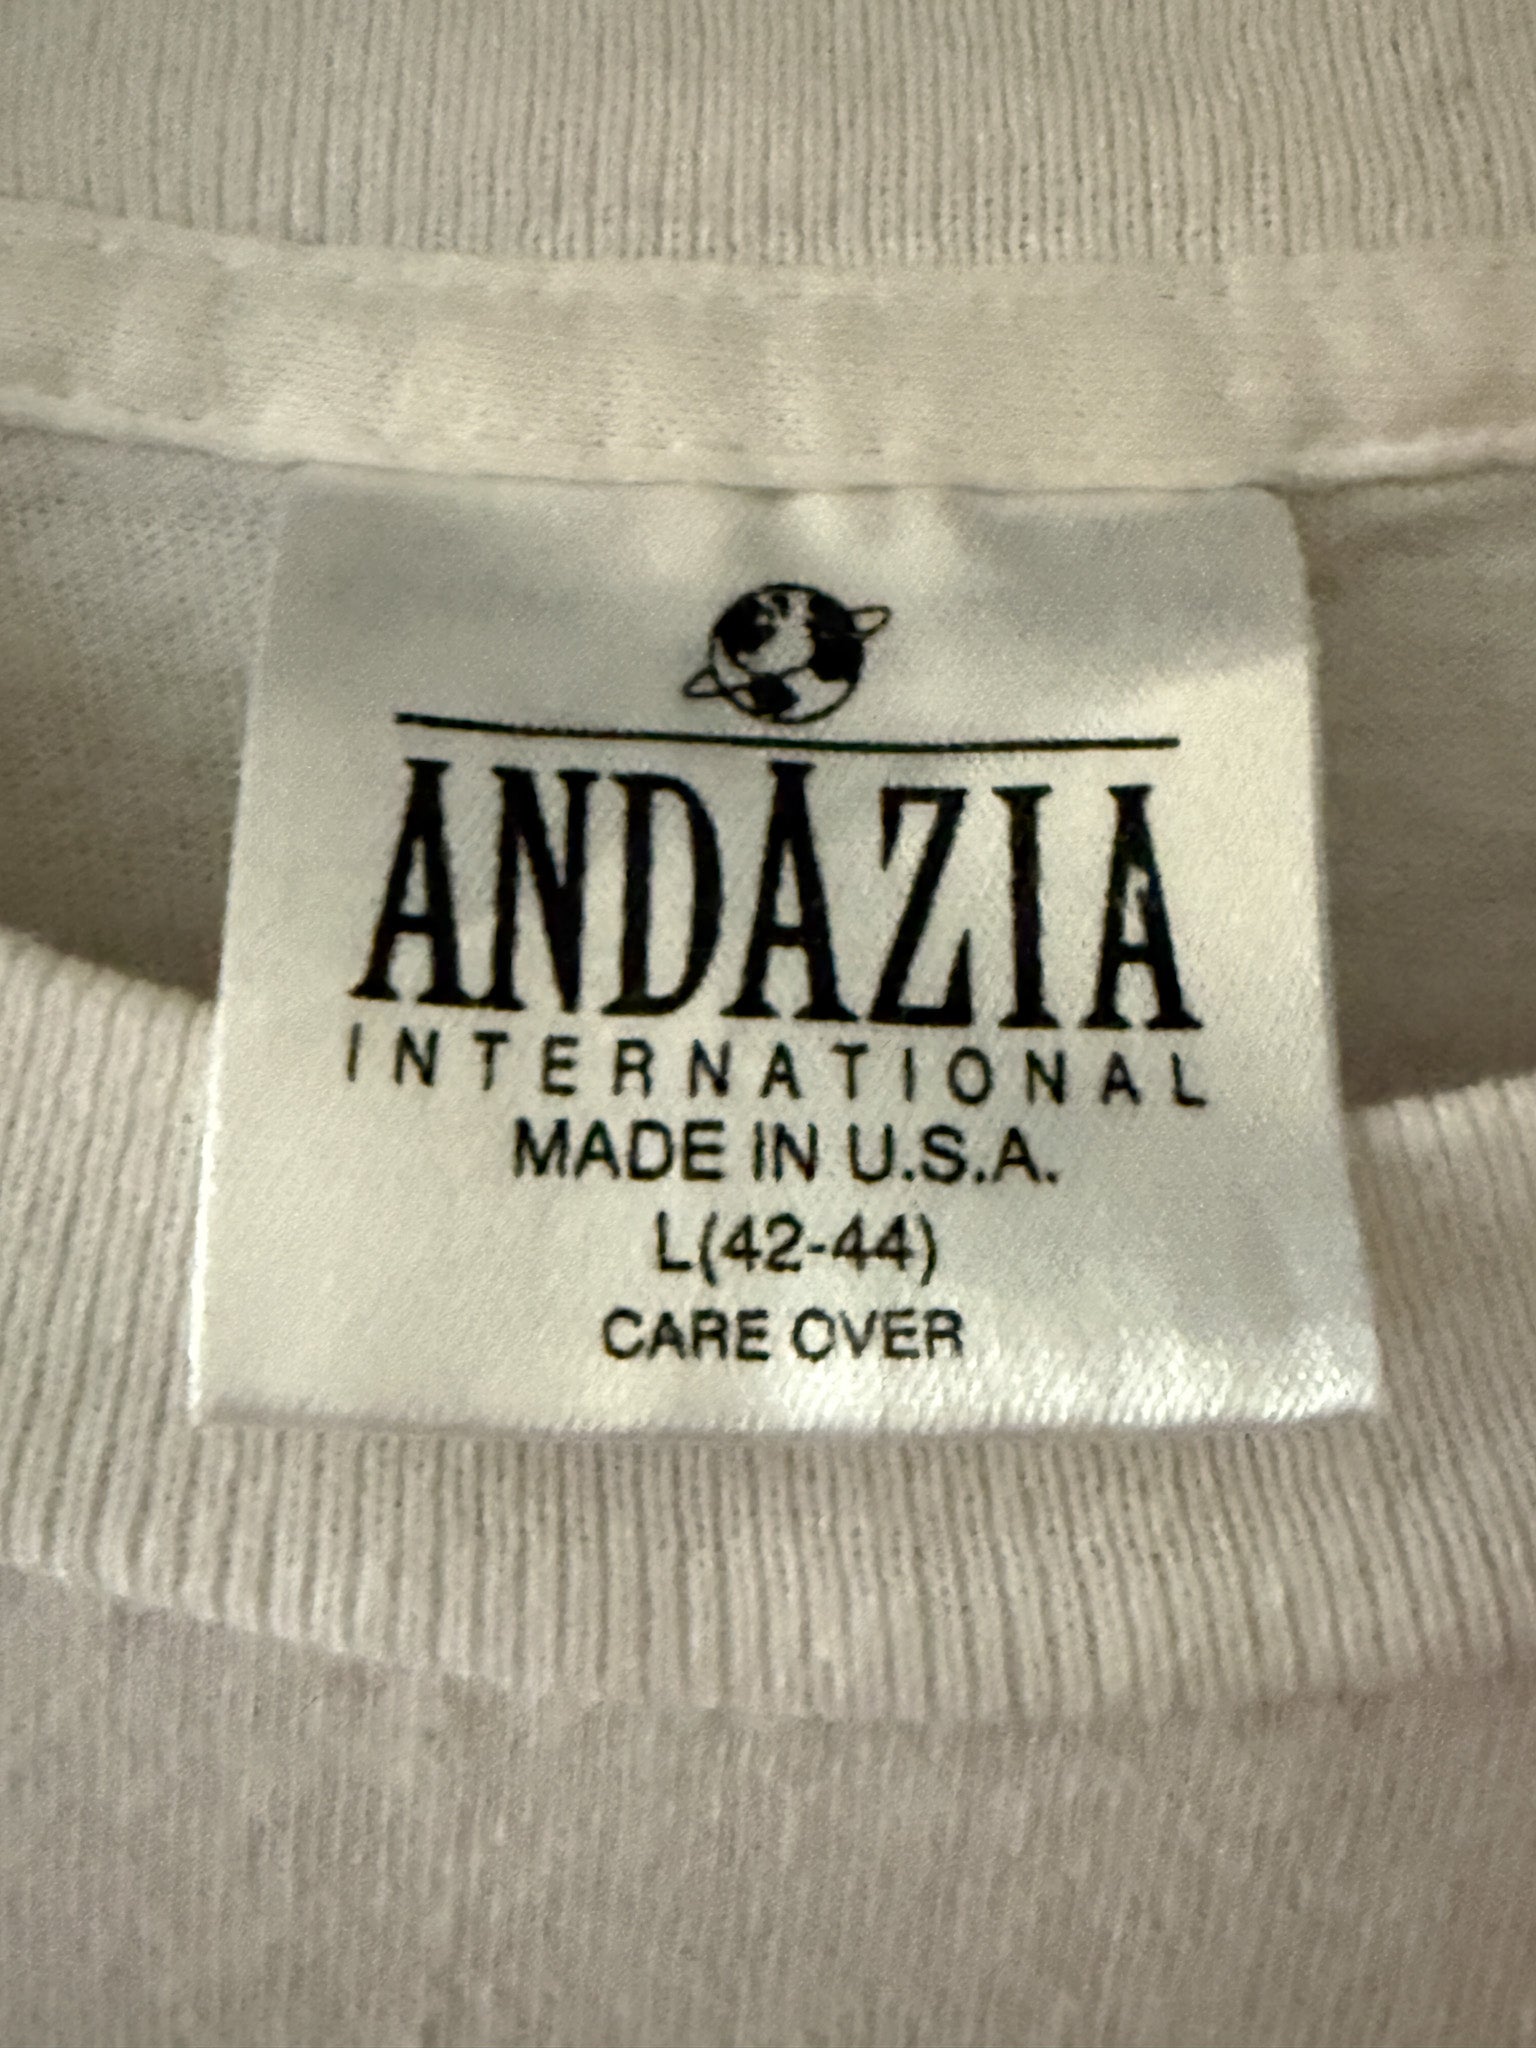 ANDAZIA
INTERNATIONAL
MADE IN U.S.A.
L(42-44)
CARE OVER